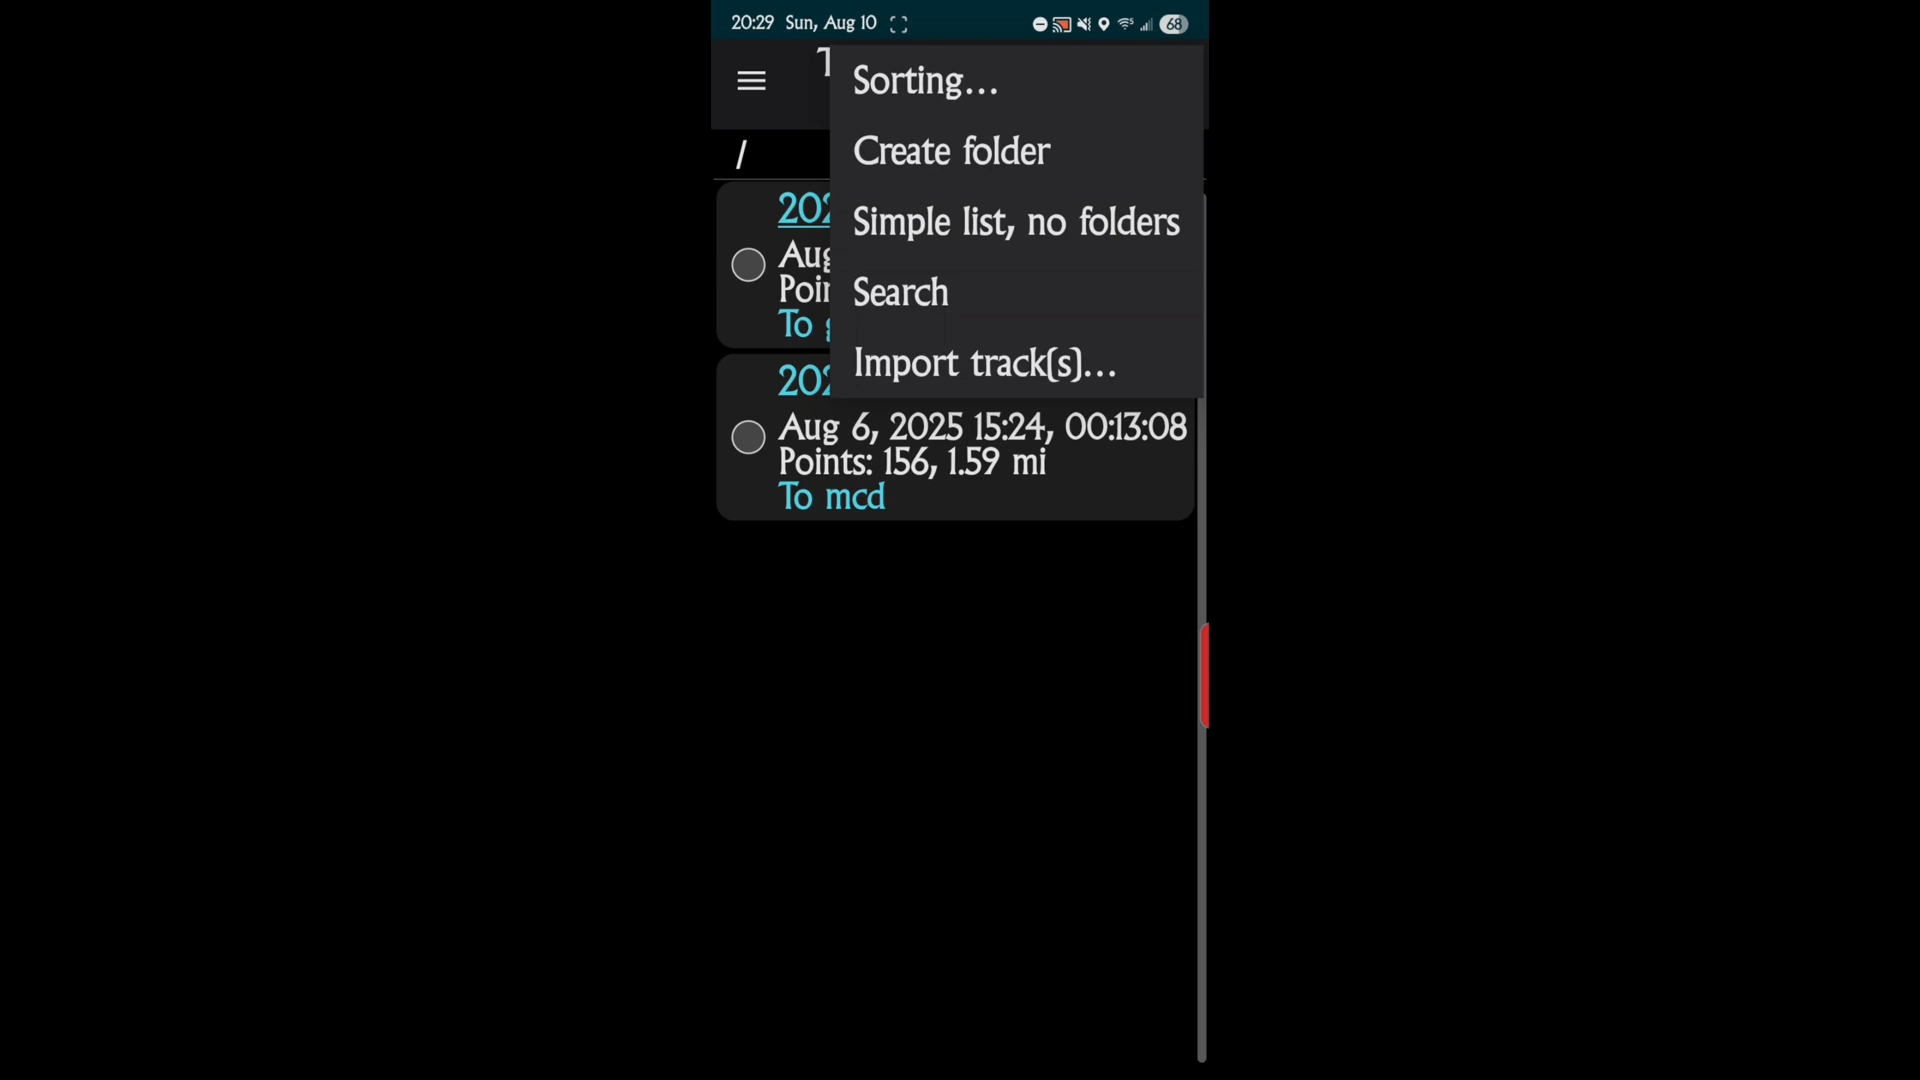 20:29 Sun, Aug 10
68
Sorting...
Create folder
/
Simple list, no folders
Search
To
Import track(s)...
Aug 6, 2025 15:24, 00:13:08
Points: 156, 1.59 mi
To mcd